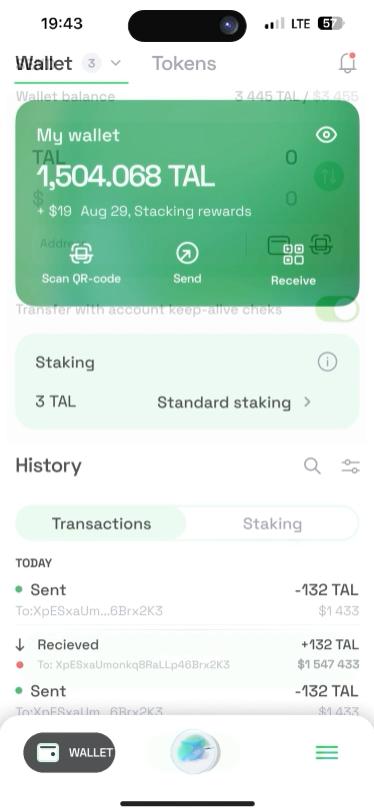 19:43 LTE 57
Wallet 3 Tokens
Wallet balance 3 445 TAL / $3 455
My wallet
TAL 0
1,504.068 TAL
$ 0
+ $19 Aug 29, Stacking rewards
Addre
Scan QR-code Send Receive
Transfer with account keep-alive cheks
Staking
3 TAL Standard staking
History
Transactions Staking
TODAY
Sent -132 TAL
To:XpESxaUm...6Brx2K3 $1 433
Recieved +132 TAL
To: XpESxaUmonkq8RaLLp46Brx2K3 $1 547 433
Sent -132 TAL
To:XpESxaUm...6Brx2K3 $1 433
WALLET